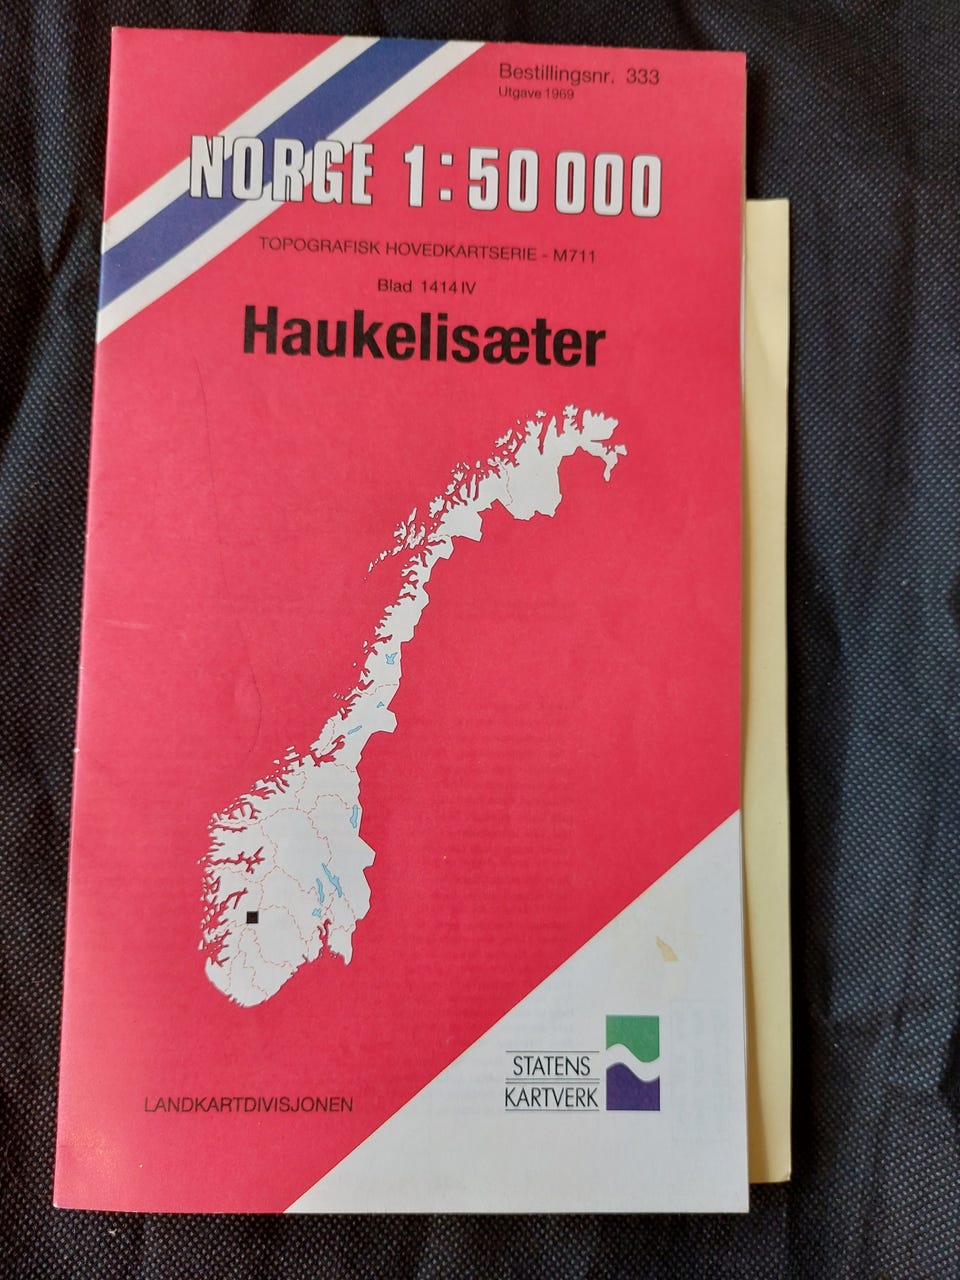 Bestillingsnr. 333
Utgave 1969
NORGE 1:50 000
TOPOGRAFISK HOVEDKARTSERIE - M711
Blad 1414 IV
Haukelisæter
STATENS
KARTVERK
LANDKARTDIVISJONEN